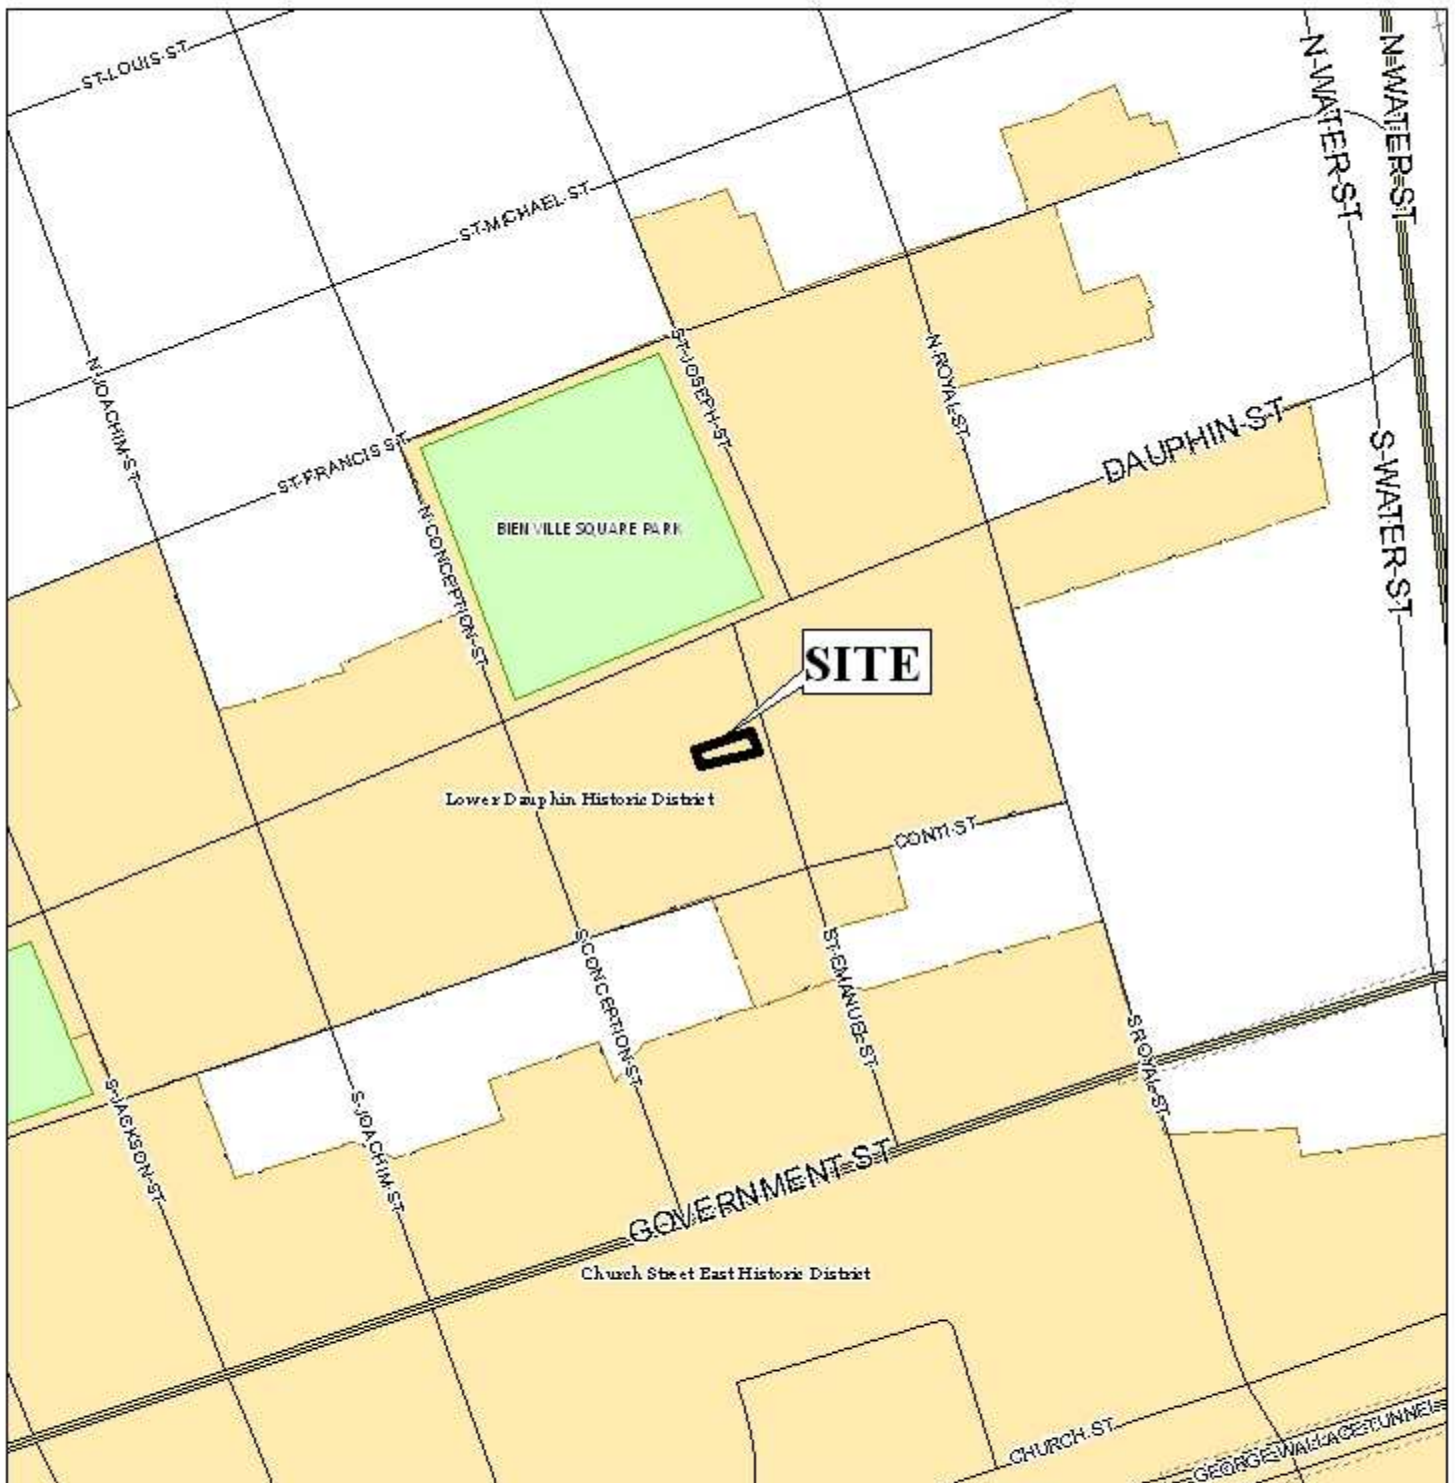 ST LOUIS ST
N WATER ST
N WATER ST
ST MICHAEL ST
N JOACHIM ST
ST JOSEPH ST
N ROYAL ST
ST FRANCIS ST
DAUPHIN ST
S WATER ST
N CONCEPTION ST
BIENVILLE SQUARE PARK
SITE
Lower Dauphin Historic District
CONTI ST
S CONCEPTION ST
ST EMANUEL ST
S ROYAL ST
S JACKSON ST
S JOACHIM ST
GOVERNMENT ST
Church Street East Historic District
CHURCH ST
GEORGE WALLACE TUNNEL